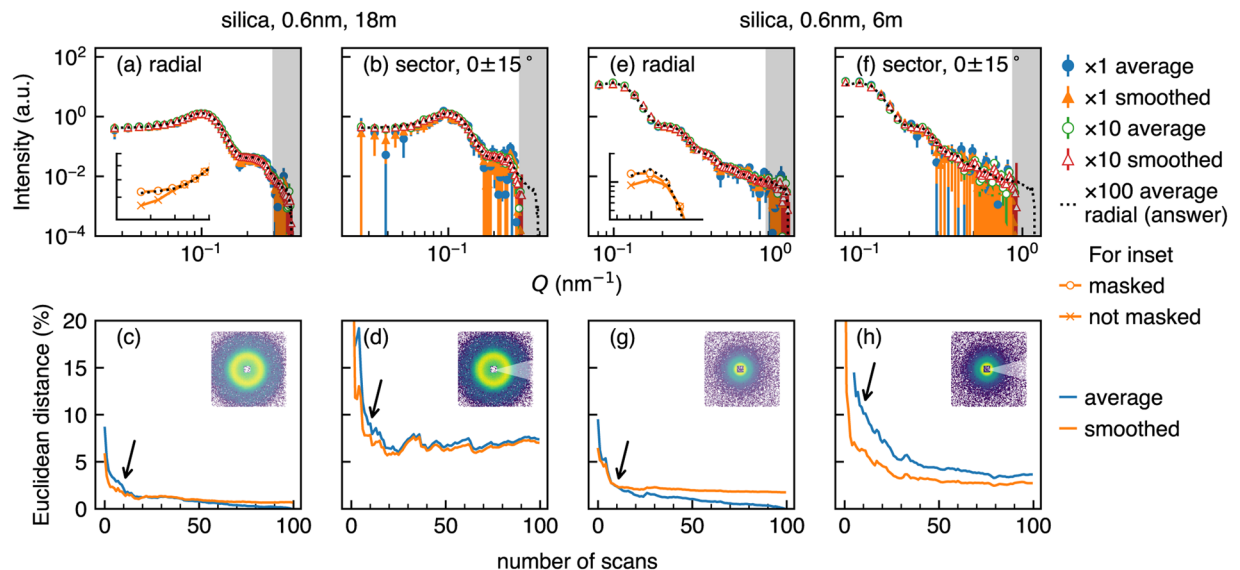 silica, 0.6nm, 18m
silica, 0.6nm, 6m
Intensity (a.u.)
10²
10⁰
10⁻²
10⁻⁴
(a) radial
(b) sector, 0±15°
(e) radial
(f) sector, 0±15°
10⁻¹
10⁻¹
10⁻¹
10⁰
10⁻¹
10⁰
Q (nm⁻¹)
×1 average
×1 smoothed
×10 average
×10 smoothed
×100 average
radial (answer)
For inset
masked
not masked
Euclidean distance (%)
20
15
10
5
0
(c)
(d)
(g)
(h)
0
50
100
0
50
100
0
50
100
0
50
100
number of scans
average
smoothed